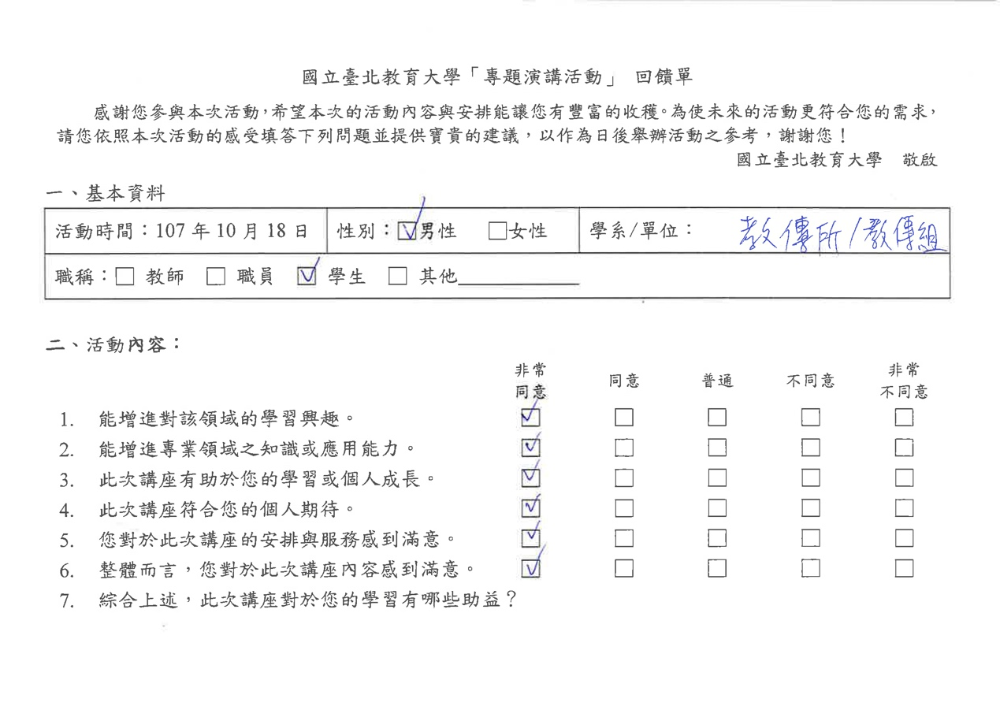 國立臺北教育大學「專題演講活動」 回饋單
感謝您參與本次活動，希望本次的活動內容與安排能讓您有豐富的收穫。為使未來的活動更符合您的需求，
請您依照本次活動的感受填答下列問題並提供寶貴的建議，以作為日後舉辦活動之參考，謝謝您！
國立臺北教育大學 敬啟
一、基本資料
活動時間：107 年 10 月 18 日 性別：☑男性 □女性 學系/單位： 教傳所/教傳組
職稱：□ 教師 □ 職員 ☑ 學生 □ 其他____________
二、活動內容：
非常同意 同意 普通 不同意 非常不同意
1. 能增進對該領域的學習興趣。 ☑ □ □ □ □
2. 能增進專業領域之知識或應用能力。 ☑ □ □ □ □
3. 此次講座有助於您的學習或個人成長。 ☑ □ □ □ □
4. 此次講座符合您的個人期待。 ☑ □ □ □ □
5. 您對於此次講座的安排與服務感到滿意。 ☑ □ □ □ □
6. 整體而言，您對於此次講座內容感到滿意。 ☑ □ □ □ □
7. 綜合上述，此次講座對於您的學習有哪些助益？